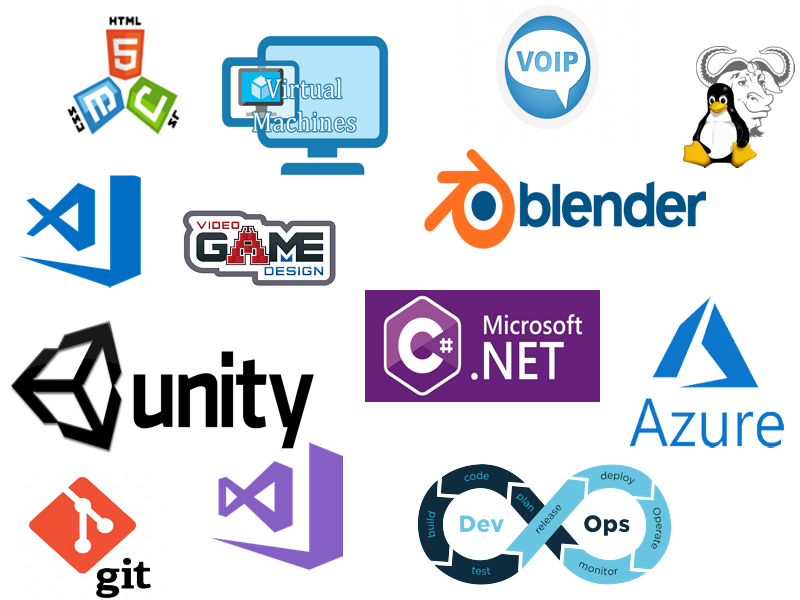 HTML
5
CSS
JS
Virtual
Machines
VOIP
blender
VIDEO
GAME
DESIGN
C#
Microsoft
.NET
unity
Azure
git
code
plan
build
test
Dev
release
deploy
Operate
monitor
Ops